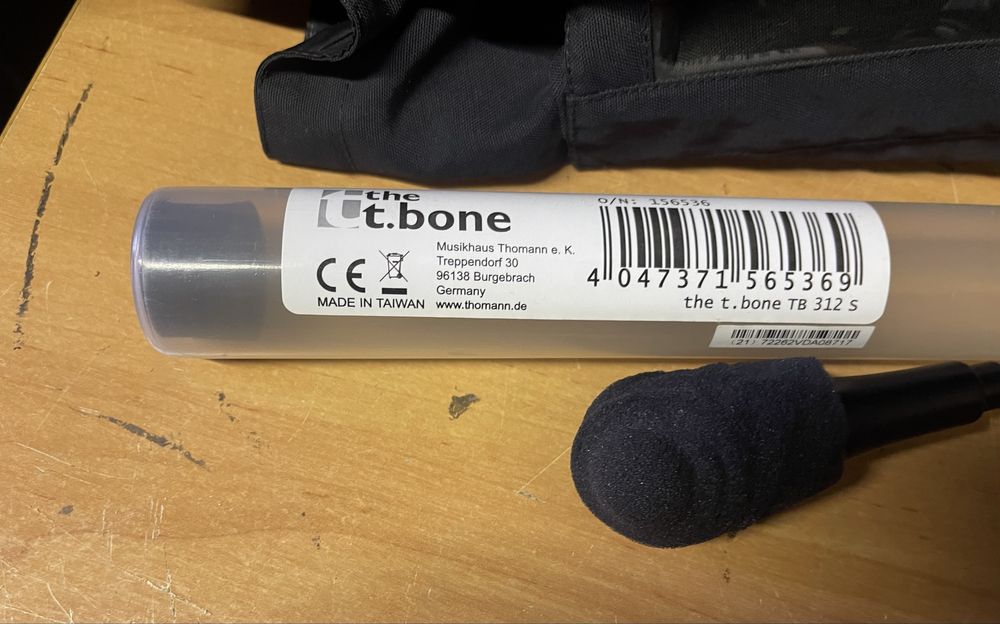 the
t.bone
CE
MADE IN TAIWAN
Musikhaus Thomann e. K.
Treppendorf 30
96138 Burgebrach
Germany
www.thomann.de
O/N: 156536
4 047371 565369
the t.bone TB 312 S
(21) 72262VDA08717